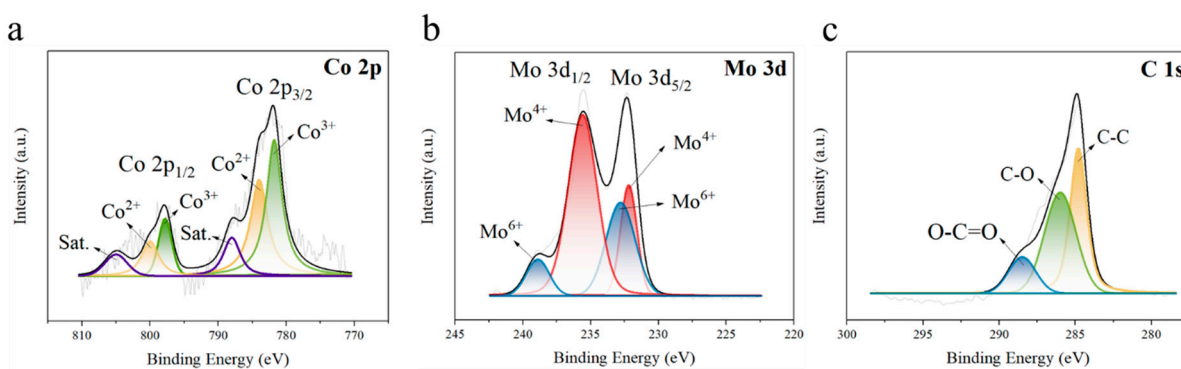 a
Co 2p
Co 2p3/2
Co3+
Co2+
Co 2p1/2
Co3+
Co2+
Sat.
Sat.
Intensity (a.u.)
810 800 790 780 770
Binding Energy (eV)
b
Mo 3d
Mo 3d1/2
Mo 3d5/2
Mo4+
Mo4+
Mo6+
Mo6+
Intensity (a.u.)
245 240 235 230 225 220
Binding Energy (eV)
c
C 1s
C-C
C-O
O-C=O
Intensity (a.u.)
300 295 290 285 280
Binding Energy (eV)